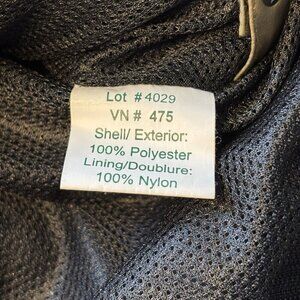 Lot #4029
VN # 475
Shell/ Exterior:
100% Polyester
Lining/Doublure:
100% Nylon